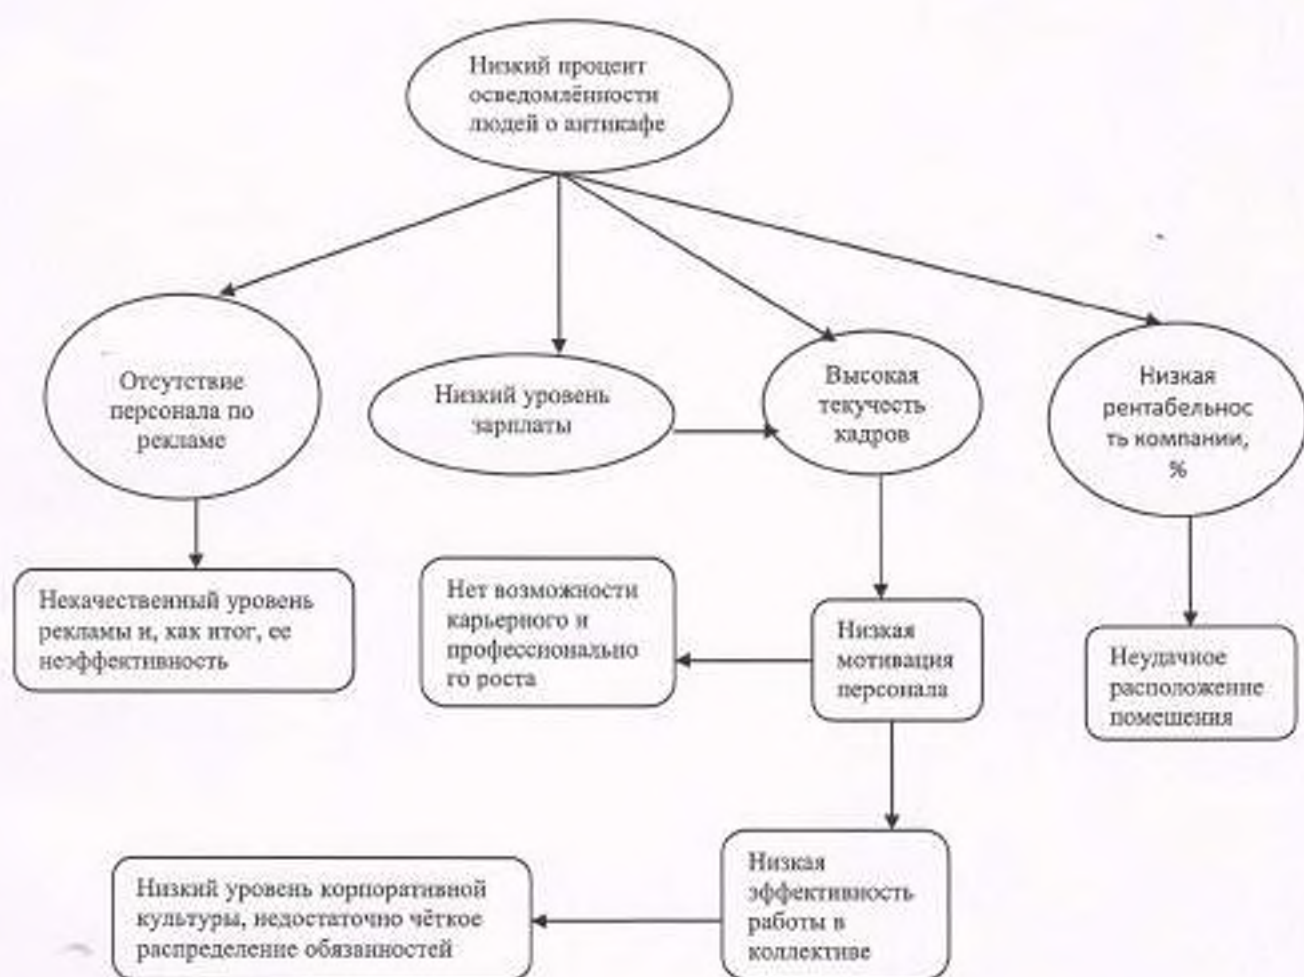 Низкий процент
осведомлённости
людей о антикафе
Отсутствие
персонала по
рекламе
Низкий уровень
зарплаты
Высокая
текучесть
кадров
Низкая
рентабельнос
ть компании,
%
Некачественный уровень
рекламы и, как итог, ее
неэффективность
Нет возможности
карьерного и
профессионально
го роста
Низкая
мотивация
персонала
Неудачное
расположение
помешения
Низкий уровень корпоративной
культуры, недостаточно чёткое
распределение обязанностей
Низкая
эффективность
работы в
коллективе